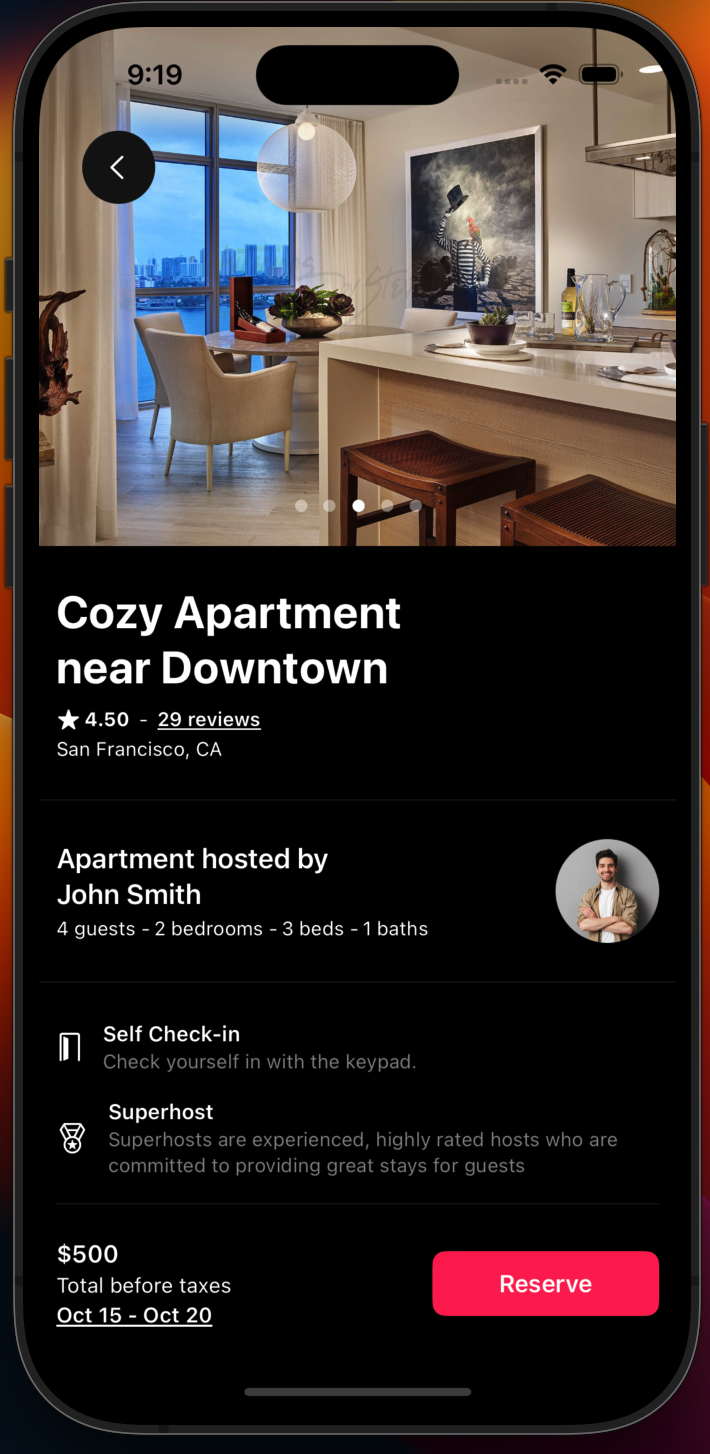 9:19
Cozy Apartment
near Downtown
4.50 - 29 reviews
San Francisco, CA
Apartment hosted by
John Smith
4 guests - 2 bedrooms - 3 beds - 1 baths
Self Check-in
Check yourself in with the keypad.
Superhost
Superhosts are experienced, highly rated hosts who are
committed to providing great stays for guests
$500
Total before taxes
Oct 15 - Oct 20
Reserve